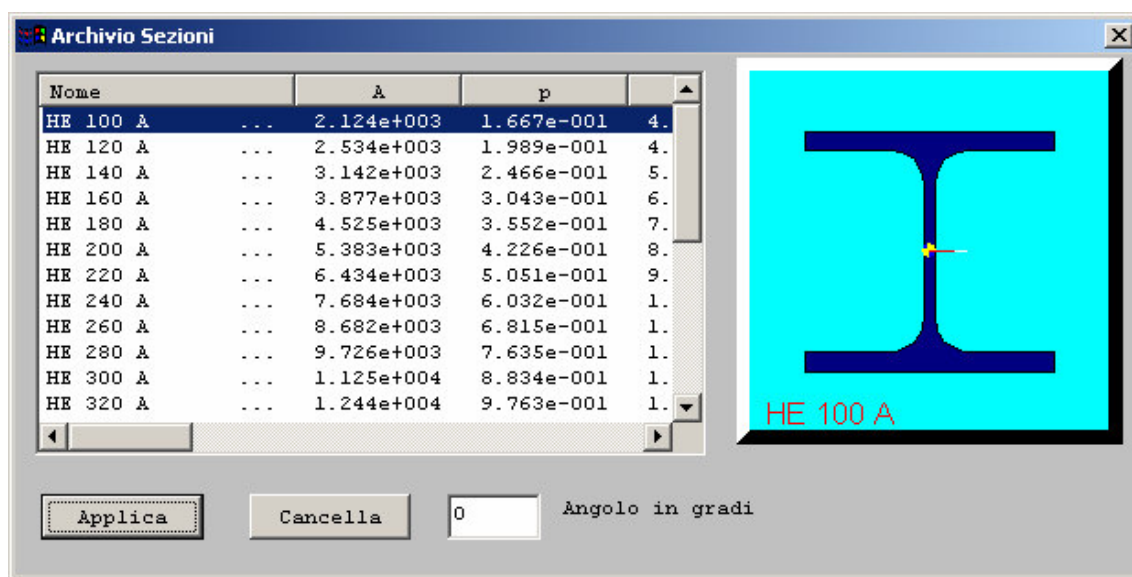 Archivio Sezioni
Nome A p
HE 100 A ... 2.124e+003 1.667e-001 4.
HE 120 A ... 2.534e+003 1.989e-001 4.
HE 140 A ... 3.142e+003 2.466e-001 5.
HE 160 A ... 3.877e+003 3.043e-001 6.
HE 180 A ... 4.525e+003 3.552e-001 7.
HE 200 A ... 5.383e+003 4.226e-001 8.
HE 220 A ... 6.434e+003 5.051e-001 9.
HE 240 A ... 7.684e+003 6.032e-001 1.
HE 260 A ... 8.682e+003 6.815e-001 1.
HE 280 A ... 9.726e+003 7.635e-001 1.
HE 300 A ... 1.125e+004 8.834e-001 1.
HE 320 A ... 1.244e+004 9.763e-001 1.
HE 100 A
Applica Cancella 0 Angolo in gradi